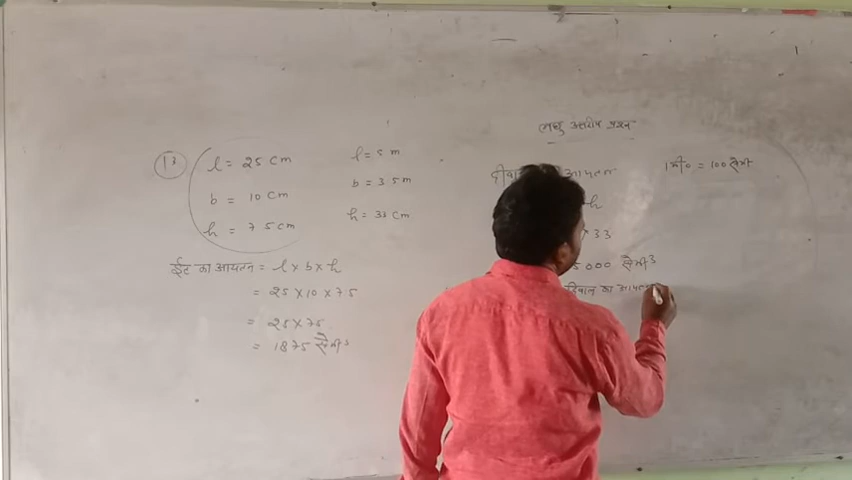 लघु उत्तरीय प्रश्न
13
l = 25 cm
b = 10 cm
h = 7.5 cm
l = 5 m
b = 3.5 m
h = 33 cm
ईंट का आयतन = l × b × h
= 25 × 10 × 7.5
= 25 × 75
= 1875 सेमी³
आयतन
1 मी० = 100 सेमी
h
× 33
5000 सेमी³
दिवाल का आयतन